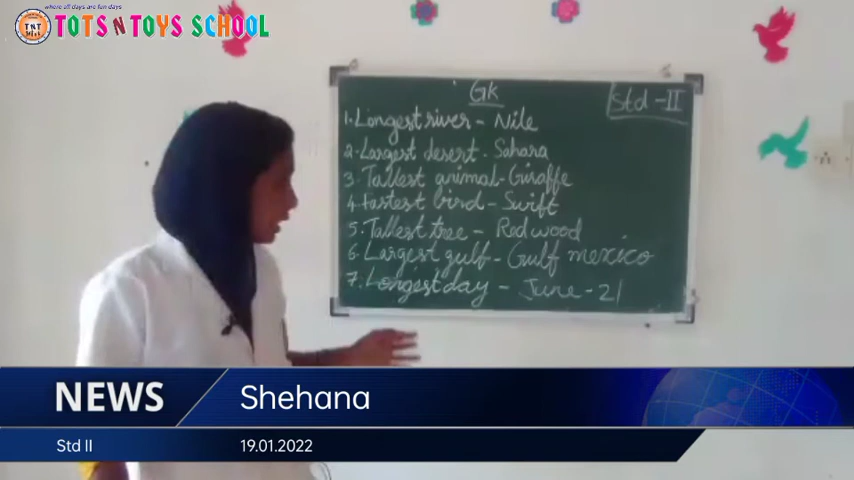 where all days are fun days
TNT
TOTS N TOYS SCHOOL
Gk
Std - II
1. Longest river - Nile
2. Largest desert - Sahara
3. Tallest animal - Giraffe
4. Fastest bird - Swift
5. Tallest tree - Redwood
6. Largest gulf - Gulf mexico
7. Longest day - June - 21
NEWS
Shehana
Std II
19.01.2022